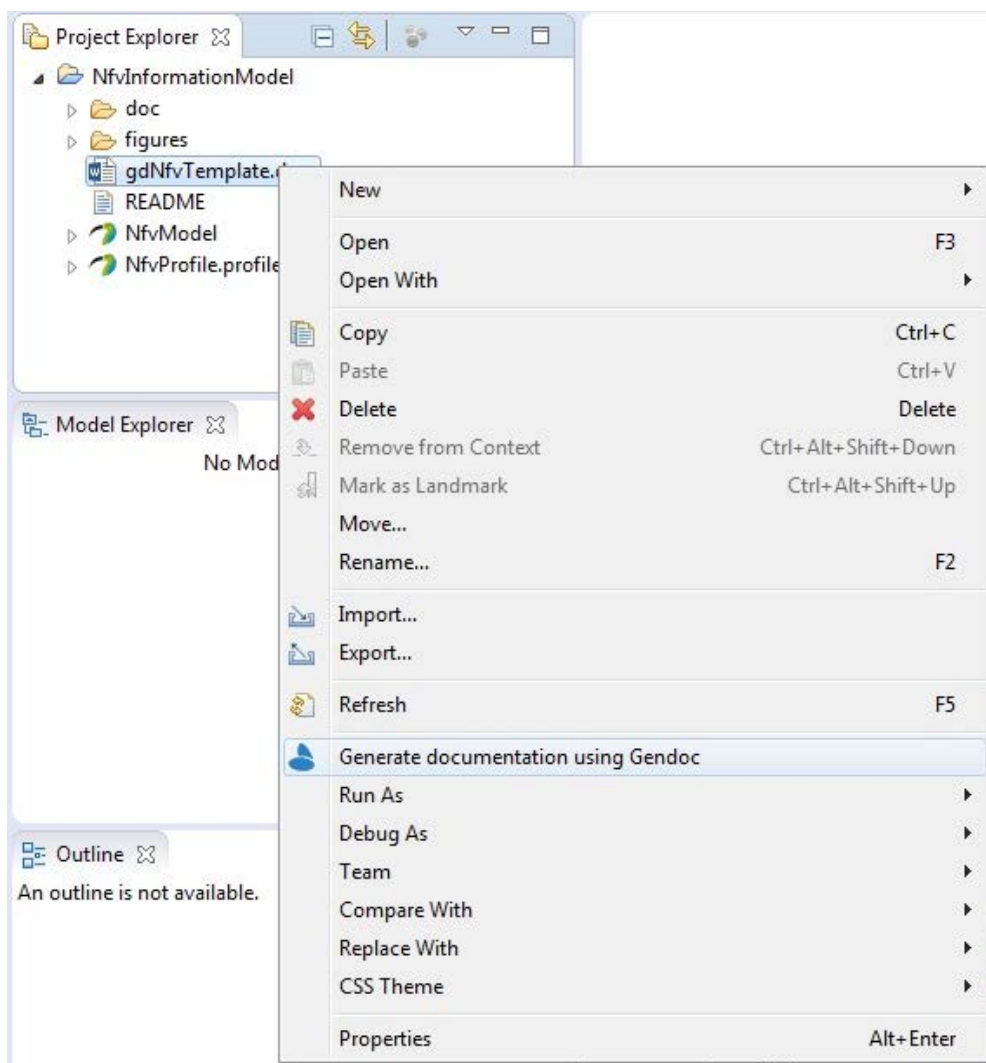 Project Explorer
NfvInformationModel
doc
figures
gdNfvTemplate.
README
NfvModel
NfvProfile.profile
New
Open F3
Open With
Copy Ctrl+C
Paste Ctrl+V
Delete Delete
Remove from Context Ctrl+Alt+Shift+Down
Mark as Landmark Ctrl+Alt+Shift+Up
Move...
Rename... F2
Import...
Export...
Refresh F5
Generate documentation using Gendoc
Run As
Debug As
Team
Compare With
Replace With
CSS Theme
Properties Alt+Enter
Model Explorer
No Mod
Outline
An outline is not available.